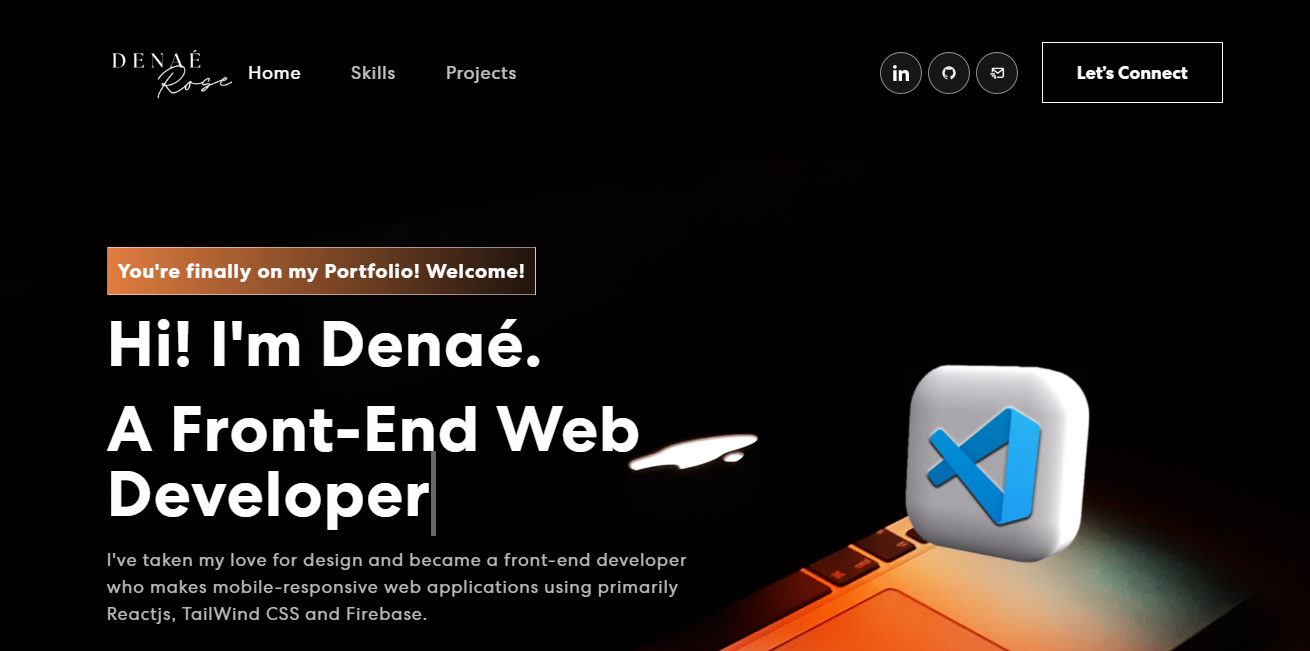 DENAÉ
Rose
Home Skills Projects
Let's Connect
You're finally on my Portfolio! Welcome!
Hi! I'm Denaé.
A Front-End Web
Developer
I've taken my love for design and became a front-end developer
who makes mobile-responsive web applications using primarily
Reactjs, TailWind CSS and Firebase.